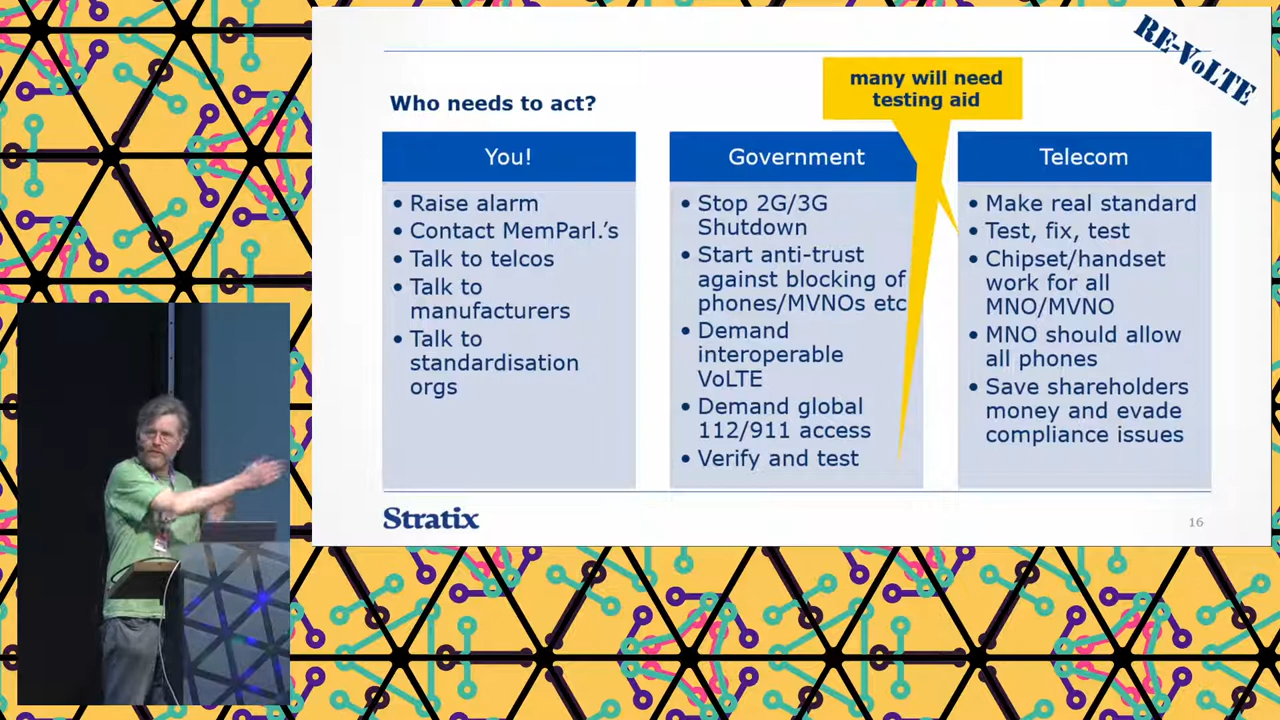 RE-VoLTE
many will need
testing aid
Who needs to act?
You!
• Raise alarm
• Contact MemParl.’s
• Talk to telcos
• Talk to
manufacturers
• Talk to
standardisation
orgs
Government
• Stop 2G/3G
Shutdown
• Start anti-trust
against blocking of
phones/MVNOs etc
• Demand
interoperable
VoLTE
• Demand global
112/911 access
• Verify and test
Telecom
• Make real standard
• Test, fix, test
• Chipset/handset
work for all
MNO/MVNO
• MNO should allow
all phones
• Save shareholders
money and evade
compliance issues
Stratix
16